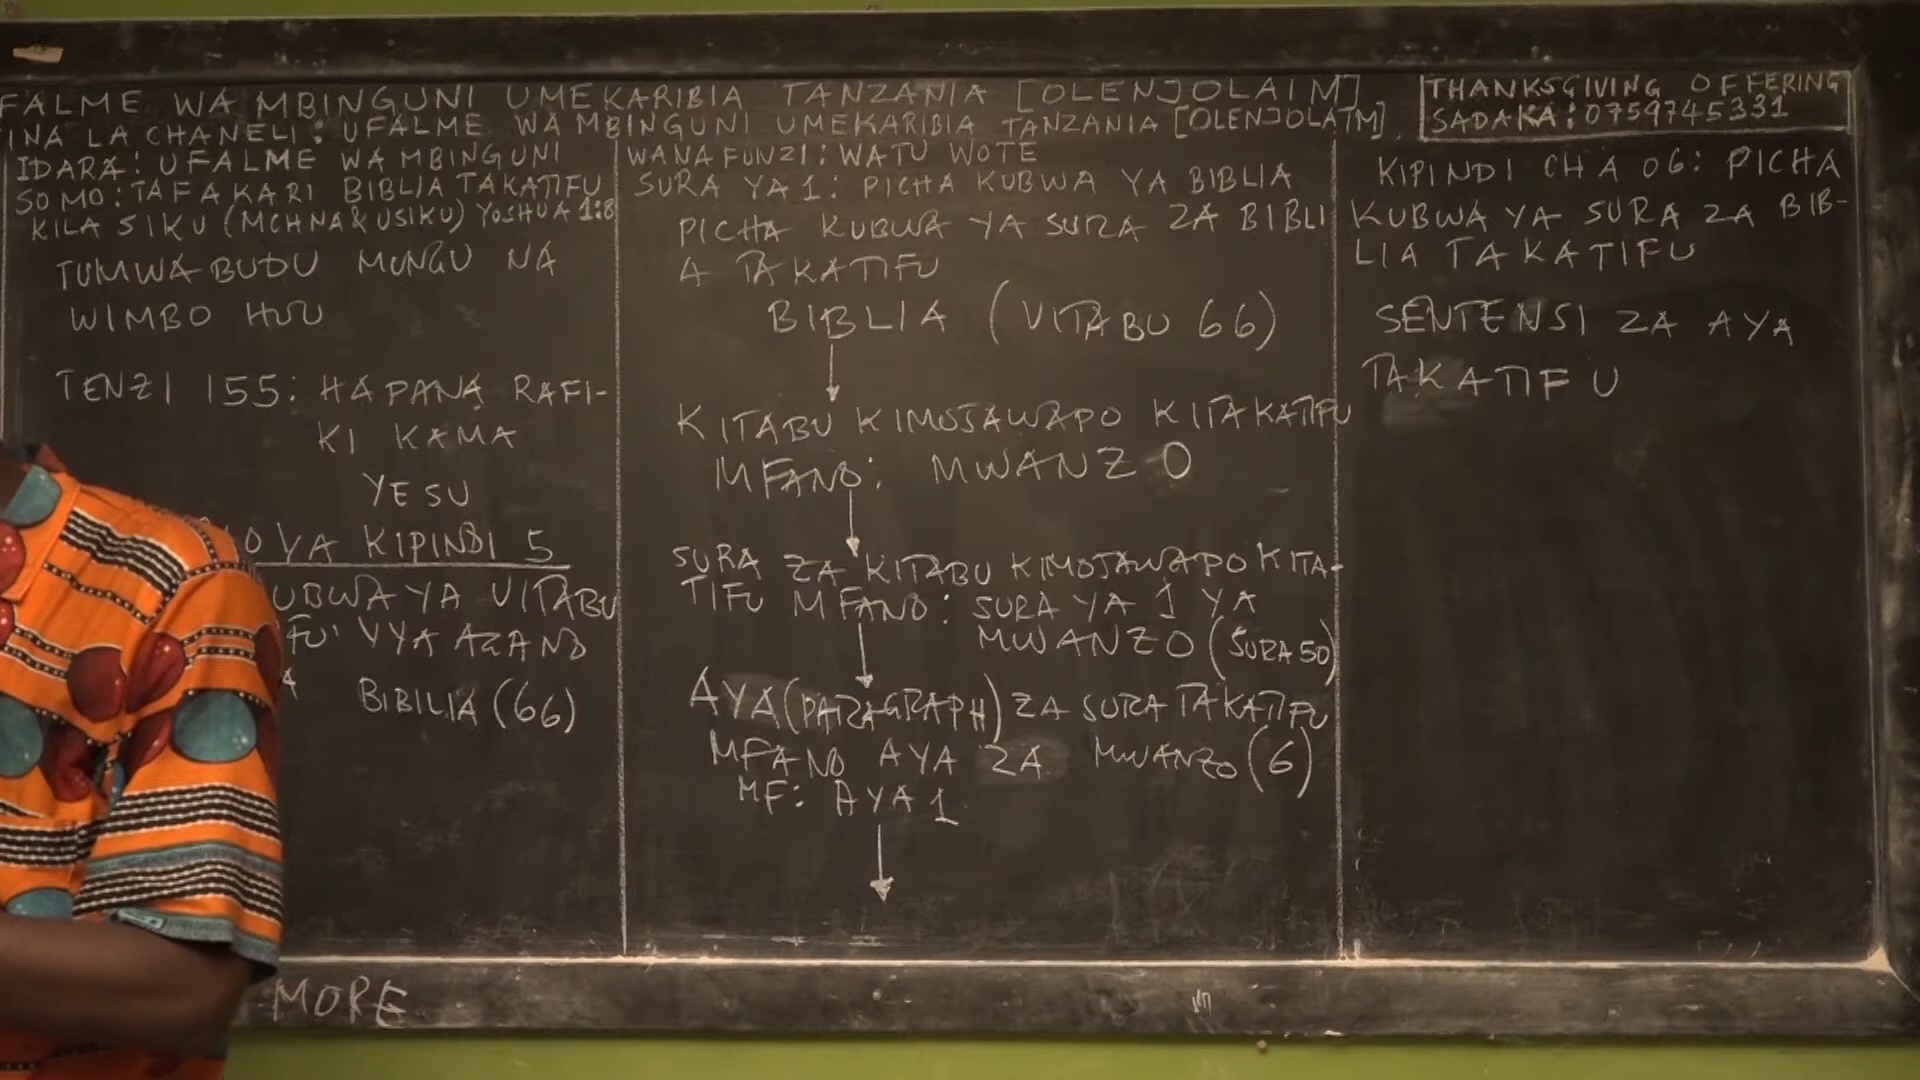 FALME WA MBINGUNI UMEKARIBIA TANZANIA [OLENJOLAIM]
INA LA CHANELI: UFALME WA MBINGUNI UMEKARIBIA TANZANIA [OLENJOLAIM]
THANKSGIVING OFFERING
SADAKA: 0759745331
IDARA: UFALME WA MBINGUNI
SOMO: TAFAKARI BIBLIA TAKATIFU
KILA SIKU (MCHNA & USIKU) YOSHUA 1:8
TUMWABUDU MUNGU NA
WIMBO HUU
TENZI 155: HAPANA RAFI-
KI KAMA
YESU
O YA KIPINDI 5
UBWA YA VITABU
FU' VYA AGANO
A BIBILIA (66)
WANAFUNZI: WATU WOTE
SURA YA 1: PICHA KUBWA YA BIBLIA
PICHA KUBWA YA SURA ZA BIBLI
A TAKATIFU
BIBLIA (VITABU 66)
KITABU KIMOJAWAPO KITAKATIFU
MFANO: MWANZO
SURA ZA KITABU KIMOJAWAPO KITA-
TIFU MFANO: SURA YA 1 YA
MWANZO (SURA 50)
AYA (PARAGRAPH) ZA SURA TAKATIFU
MFANO AYA ZA MWANZO (6)
MF: AYA 1
KIPINDI CHA 06: PICHA
KUBWA YA SURA ZA BIB-
LIA TAKATIFU
SENTENSI ZA AYA
TAKATIFU
MORE